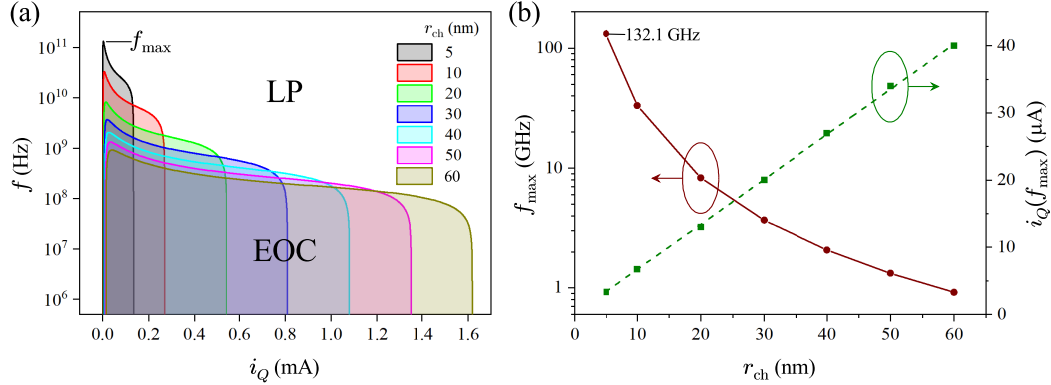 (a)
f_max
r_ch (nm)
5
10
20
30
40
50
60
LP
EOC
10^11
10^10
10^9
10^8
10^7
10^6
f (Hz)
0.0 0.2 0.4 0.6 0.8 1.0 1.2 1.4 1.6
i_Q (mA)
(b)
132.1 GHz
100
10
1
f_max (GHz)
40
30
20
10
0
i_Q(f_max) (μA)
0 10 20 30 40 50 60
r_ch (nm)